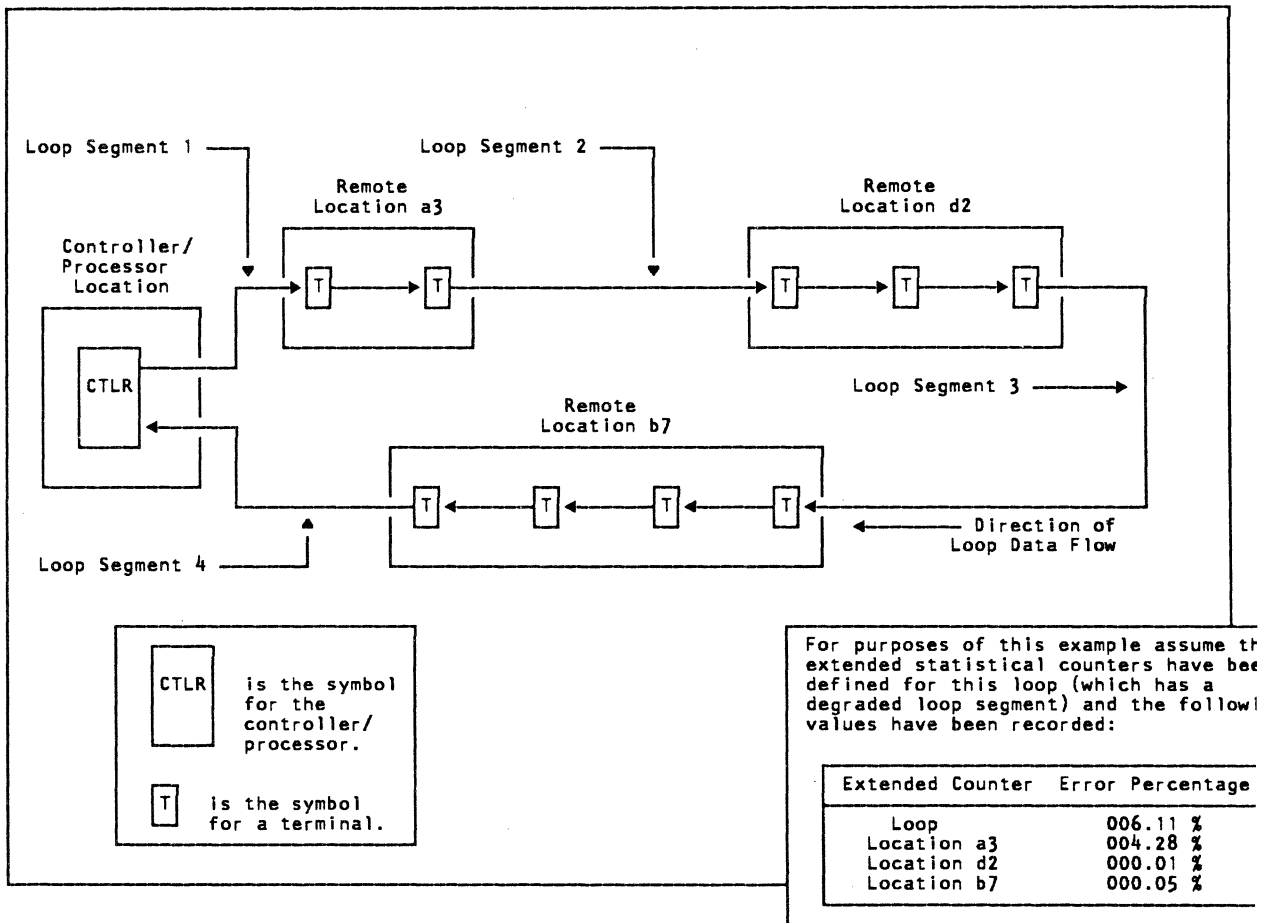 Loop Segment 1
Loop Segment 2
Remote
Location a3
Remote
Location d2
Controller/
Processor
Location
T
T
T
T
T
CTLR
Loop Segment 3
Remote
Location b7
T
T
T
T
Direction of
Loop Data Flow
Loop Segment 4
CTLR
is the symbol
for the
controller/
processor.
T
is the symbol
for a terminal.
For purposes of this example assume th
extended statistical counters have bee
defined for this loop (which has a
degraded loop segment) and the followi
values have been recorded:
Extended Counter Error Percentage
Loop 006.11 %
Location a3 004.28 %
Location d2 000.01 %
Location b7 000.05 %